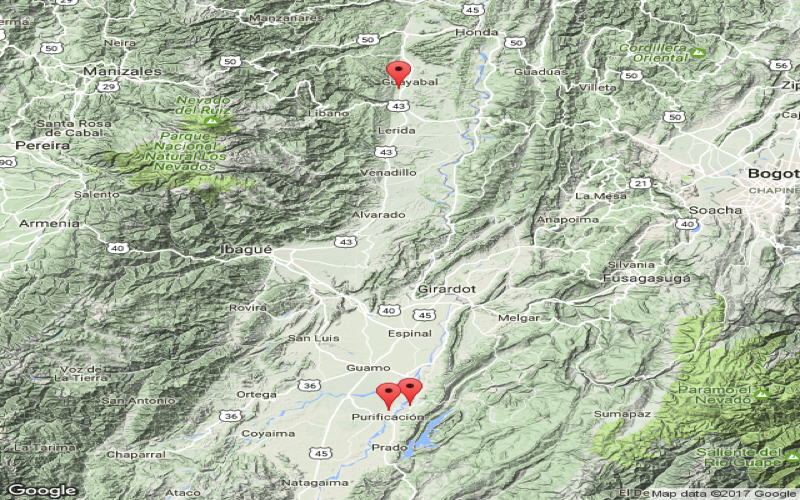 50
29
Manzanares
45
Honda
50
Cordillera
Oriental
56
Neira
Manizales
29
50
50
Guayabal
Guaduas
50
Villeta
43
50
Nevado
del Ruiz
Santa Rosa
de Cabal
Pereira
Libano
Lerida
Parque
Nacional
Natural Los
Nevados
43
Venadillo
Bogot
CHAPINE
21
Salento
La Mesa
Soacha
40
Armenia
Alvarado
Anapoima
40
Ibagué
43
Silvania
Fusagasugá
Girardot
Rovira
40
45
Melgar
San Luis
Espinal
Voz de
La Tierra
Guamo
36
Ortega
San Antonio
36
Paramo el
Nevado
Purificación
Sumapaz
Coyaima
La Tarima
Chaparral
45
Prado
Saliente del
Rio Guape
Natagaima
Ataco
Google
El De Map data ©2017 Google